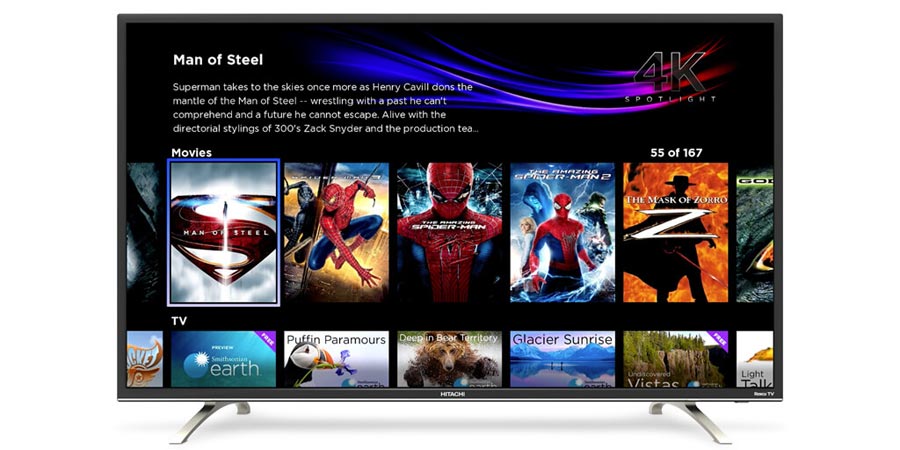 Man of Steel
4K
SPOTLIGHT
Superman takes to the skies once more as Henry Cavill dons the
mantle of the Man of Steel -- wrestling with a past he can't
comprehend and a future he cannot escape. Alive with the
directorial stylings of 300's Zack Snyder and the production tea...
Movies
55 of 167
MAN OF STEEL
THE AMAZING
SPIDER-MAN
THE AMAZING
SPIDER-MAN 2
THE MASK OF ZORRO
Z
TV
PREVIEW
Smithsonian
earth
FREE
Puffin Paramours
Smithsonian
earth
Deep in Bear Territory
earth
Glacier Sunrise
earth
Undiscovered
Vistas
FREE
Light
Talk
HITACHI
Roku TV